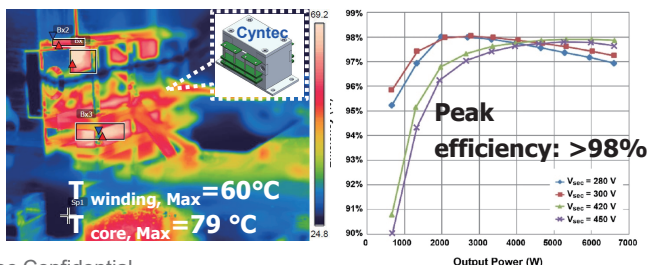 69.2
Bx2
Cyntec
Bx3
Sp1
T winding, Max=60°C
T core, Max=79 °C
24.8
98%
98%
97%
96%
95%
94%
93%
92%
91%
90%
Peak
efficiency: >98%
Vsec = 280 V
Vsec = 300 V
Vsec = 420 V
Vsec = 450 V
0 1000 2000 3000 4000 5000 6000 7000
Output Power (W)
Confidential